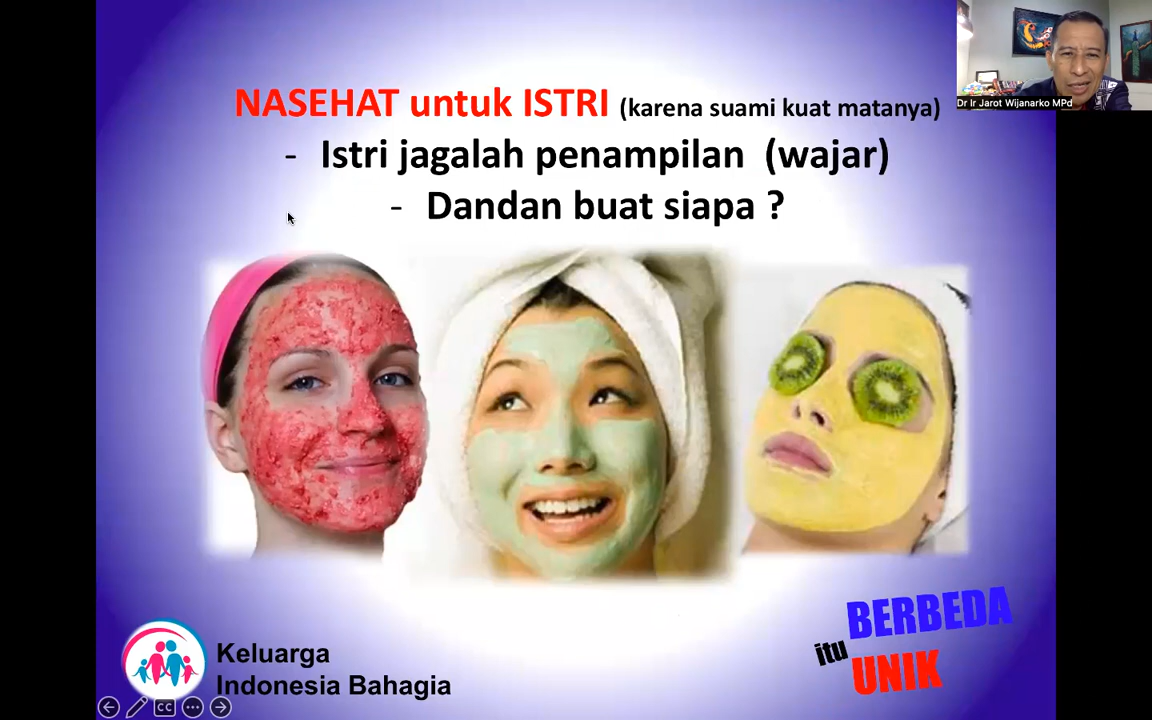 NASEHAT untuk ISTRI (karena suami kuat matanya)
- Istri jagalah penampilan (wajar)
- Dandan buat siapa ?
Dr Ir Jarot Wijanarko MPd
BERBEDA
itu
UNIK
Keluarga
Indonesia Bahagia
CC